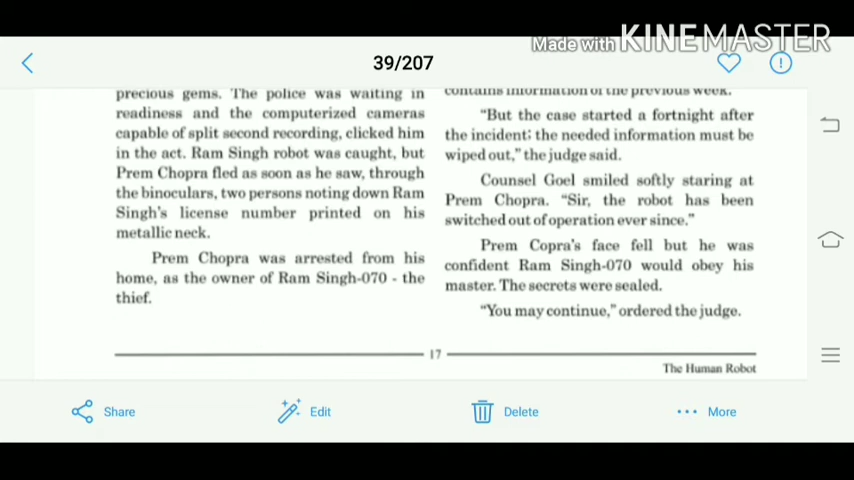 Made with KINEMASTER
39/207
precious gems. The police was waiting in
readiness and the computerized cameras
capable of split second recording, clicked him
in the act. Ram Singh robot was caught, but
Prem Chopra fled as soon as he saw, through
the binoculars, two persons noting down Ram
Singh's license number printed on his
metallic neck.
Prem Chopra was arrested from his
home, as the owner of Ram Singh-070 - the
thief.
contains information of the previous week.
"But the case started a fortnight after
the incident: the needed information must be
wiped out," the judge said.
Counsel Goel smiled softly staring at
Prem Chopra. "Sir, the robot has been
switched out of operation ever since."
Prem Copra's face fell but he was
confident Ram Singh-070 would obey his
master. The secrets were sealed.
"You may continue," ordered the judge.
17
The Human Robot
Share
Edit
Delete
More